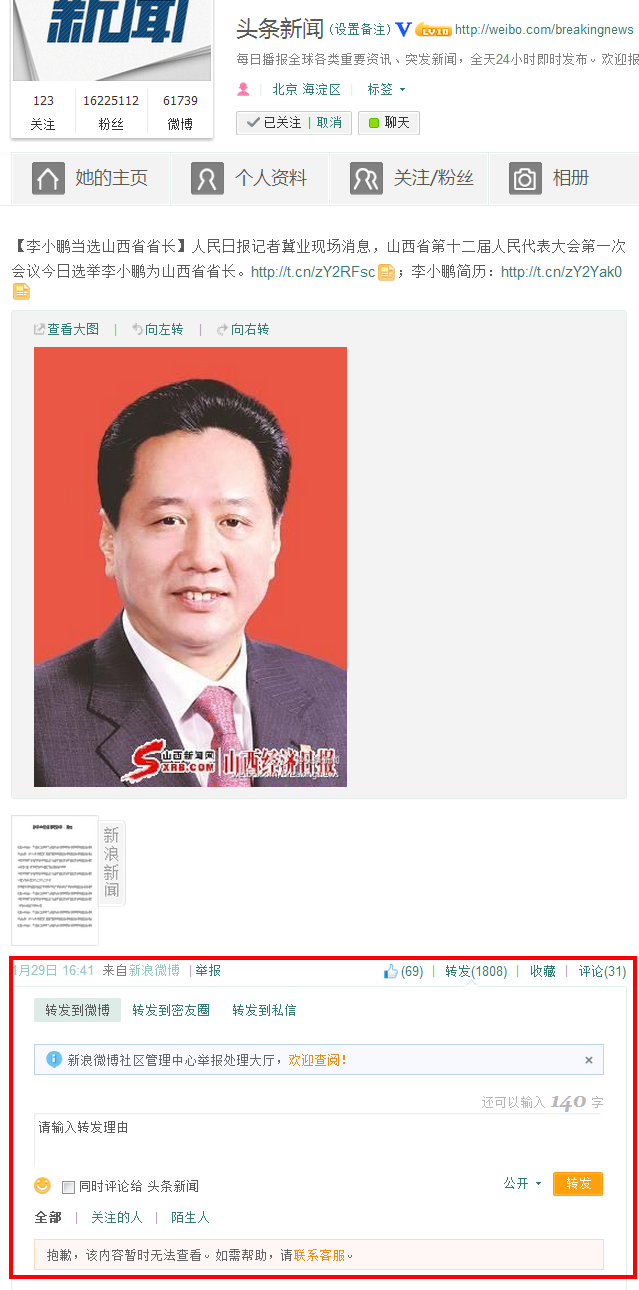 新闻
头条新闻 (设置备注) V LV10 http://weibo.com/breakingnews
每日播报全球各类重要资讯、突发新闻，全天24小时即时发布。欢迎报
123 16225112 61739
关注 粉丝 微博
北京 海淀区 | 标签
已关注 | 取消 聊天
她的主页 个人资料 关注/粉丝 相册
【李小鹏当选山西省省长】人民日报记者冀业现场消息，山西省第十二届人民代表大会第一次
会议今日选举李小鹏为山西省省长。http://t.cn/zY2RFsc；李小鹏简历：http://t.cn/zY2Yak0
查看大图 | 向左转 | 向右转
山西新闻网
SXRB.COM 山西经济日报
新浪新闻
1月29日 16:41 来自新浪微博 | 举报 (69) | 转发(1808) | 收藏 | 评论(31)
转发到微博 转发到密友圈 转发到私信
新浪微博社区管理中心举报处理大厅，欢迎查阅！ ×
还可以输入 140 字
请输入转发理由
同时评论给 头条新闻 公开 转发
全部 | 关注的人 | 陌生人
抱歉，该内容暂时无法查看。如需帮助，请联系客服。